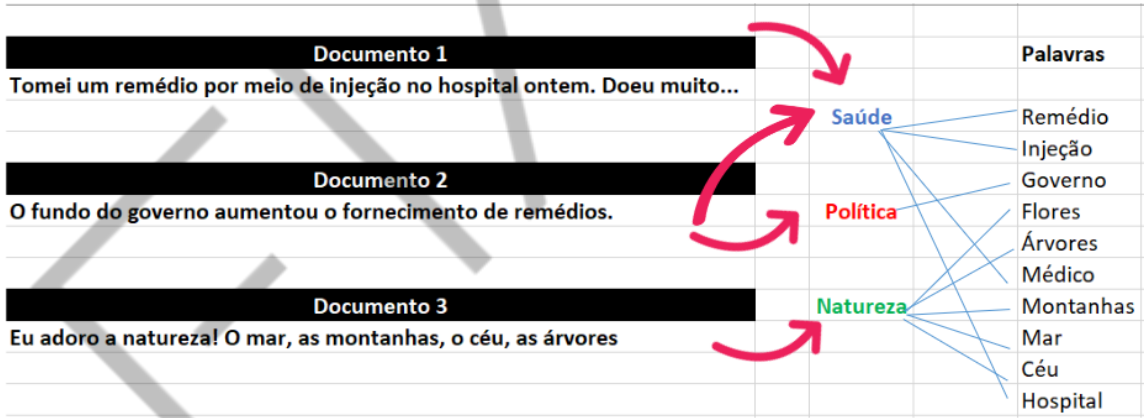 Documento 1
Palavras
Tomei um remédio por meio de injeção no hospital ontem. Doeu muito...
Saúde
Remédio
Injeção
Documento 2
Governo
O fundo do governo aumentou o fornecimento de remédios.
Política
Flores
Árvores
Médico
Documento 3
Natureza
Montanhas
Eu adoro a natureza! O mar, as montanhas, o céu, as árvores
Mar
Céu
Hospital